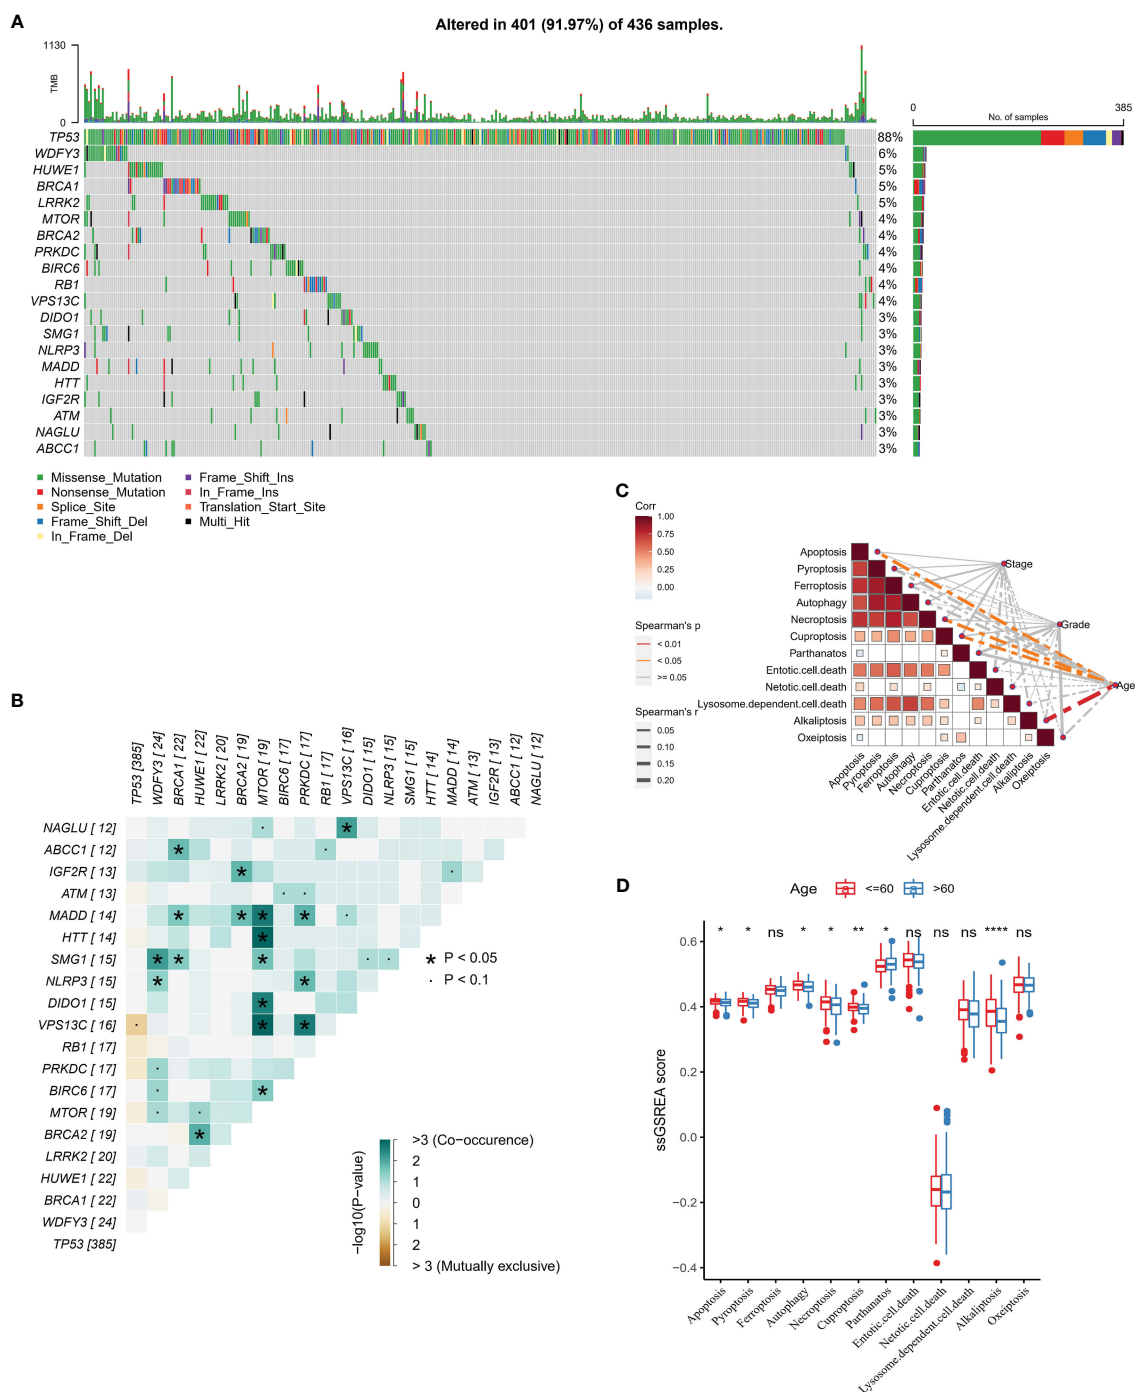 A
Altered in 401 (91.97%) of 436 samples.
1130
TMB
0
0
385
No. of samples
TP53 88%
WDFY3 6%
HUWE1 5%
BRCA1 5%
LRRK2 5%
MTOR 4%
BRCA2 4%
PRKDC 4%
BIRC6 4%
RB1 4%
VPS13C 4%
DIDO1 3%
SMG1 3%
NLRP3 3%
MADD 3%
HTT 3%
IGF2R 3%
ATM 3%
NAGLU 3%
ABCC1 3%
Missense_Mutation
Nonsense_Mutation
Splice_Site
Frame_Shift_Del
In_Frame_Del
Frame_Shift_Ins
In_Frame_Ins
Translation_Start_Site
Multi_Hit
C
Corr
1.00
0.75
0.50
0.25
0.00
Spearman's p
< 0.01
< 0.05
>= 0.05
Spearman's r
0.05
0.10
0.15
0.20
Apoptosis
Pyroptosis
Ferroptosis
Autophagy
Necroptosis
Cuproptosis
Parthanatos
Entotic.cell.death
Netotic.cell.death
Lysosome.dependent.cell.death
Alkaliptosis
Oxeiptosis
Stage
Grade
Age
Apoptosis
Pyroptosis
Ferroptosis
Autophagy
Necroptosis
Cuproptosis
Parthanatos
Entotic.cell.death
Netotic.cell.death
Lysosome.dependent.cell.death
Alkaliptosis
Oxeiptosis
B
TP53 [385]
WDFY3 [ 24]
BRCA1 [ 22]
HUWE1 [ 22]
LRRK2 [ 20]
BRCA2 [ 19]
MTOR [ 19]
BIRC6 [ 17]
PRKDC [ 17]
RB1 [ 17]
VPS13C [ 16]
DIDO1 [ 15]
NLRP3 [ 15]
SMG1 [ 15]
HTT [ 14]
MADD [ 14]
ATM [ 13]
IGF2R [ 13]
ABCC1 [ 12]
NAGLU [ 12]
NAGLU [ 12]
ABCC1 [ 12]
IGF2R [ 13]
ATM [ 13]
MADD [ 14]
HTT [ 14]
SMG1 [ 15]
NLRP3 [ 15]
DIDO1 [ 15]
VPS13C [ 16]
RB1 [ 17]
PRKDC [ 17]
BIRC6 [ 17]
MTOR [ 19]
BRCA2 [ 19]
LRRK2 [ 20]
HUWE1 [ 22]
BRCA1 [ 22]
WDFY3 [ 24]
TP53 [385]
* P < 0.05
· P < 0.1
−log10(P−value)
>3 (Co−occurence)
2
1
0
1
2
> 3 (Mutually exclusive)
D
Age a <=60 a >60
* * ns * * ** * ns ns ns **** ns
ssGSREA score
0.6
0.4
0.2
0.0
−0.2
−0.4
Apoptosis
Pyroptosis
Ferroptosis
Autophagy
Necroptosis
Cuproptosis
Parthanatos
Entotic.cell.death
Netotic.cell.death
Lysosome.dependent.cell.death
Alkaliptosis
Oxeiptosis